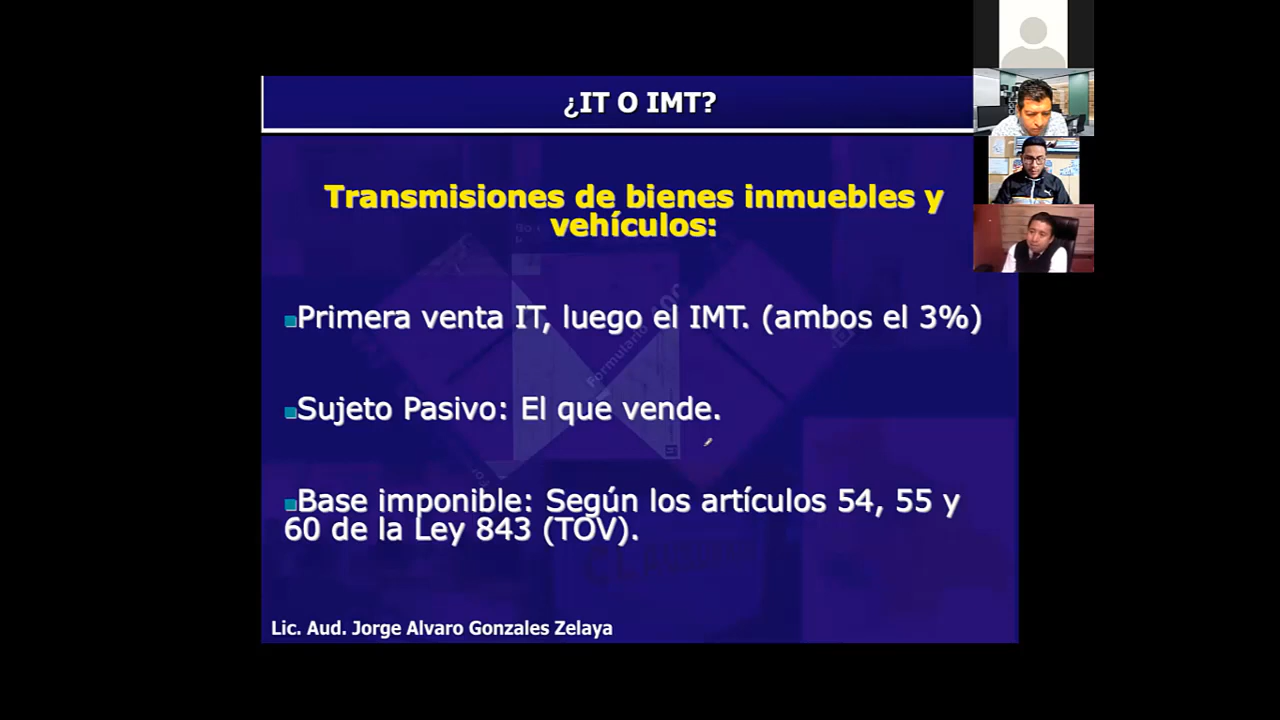 ¿IT O IMT?
Transmisiones de bienes inmuebles y
vehículos:
Primera venta IT, luego el IMT. (ambos el 3%)
Sujeto Pasivo: El que vende.
Base imponible: Según los artículos 54, 55 y
60 de la Ley 843 (TOV).
Formulario
Lic. Aud. Jorge Alvaro Gonzales Zelaya